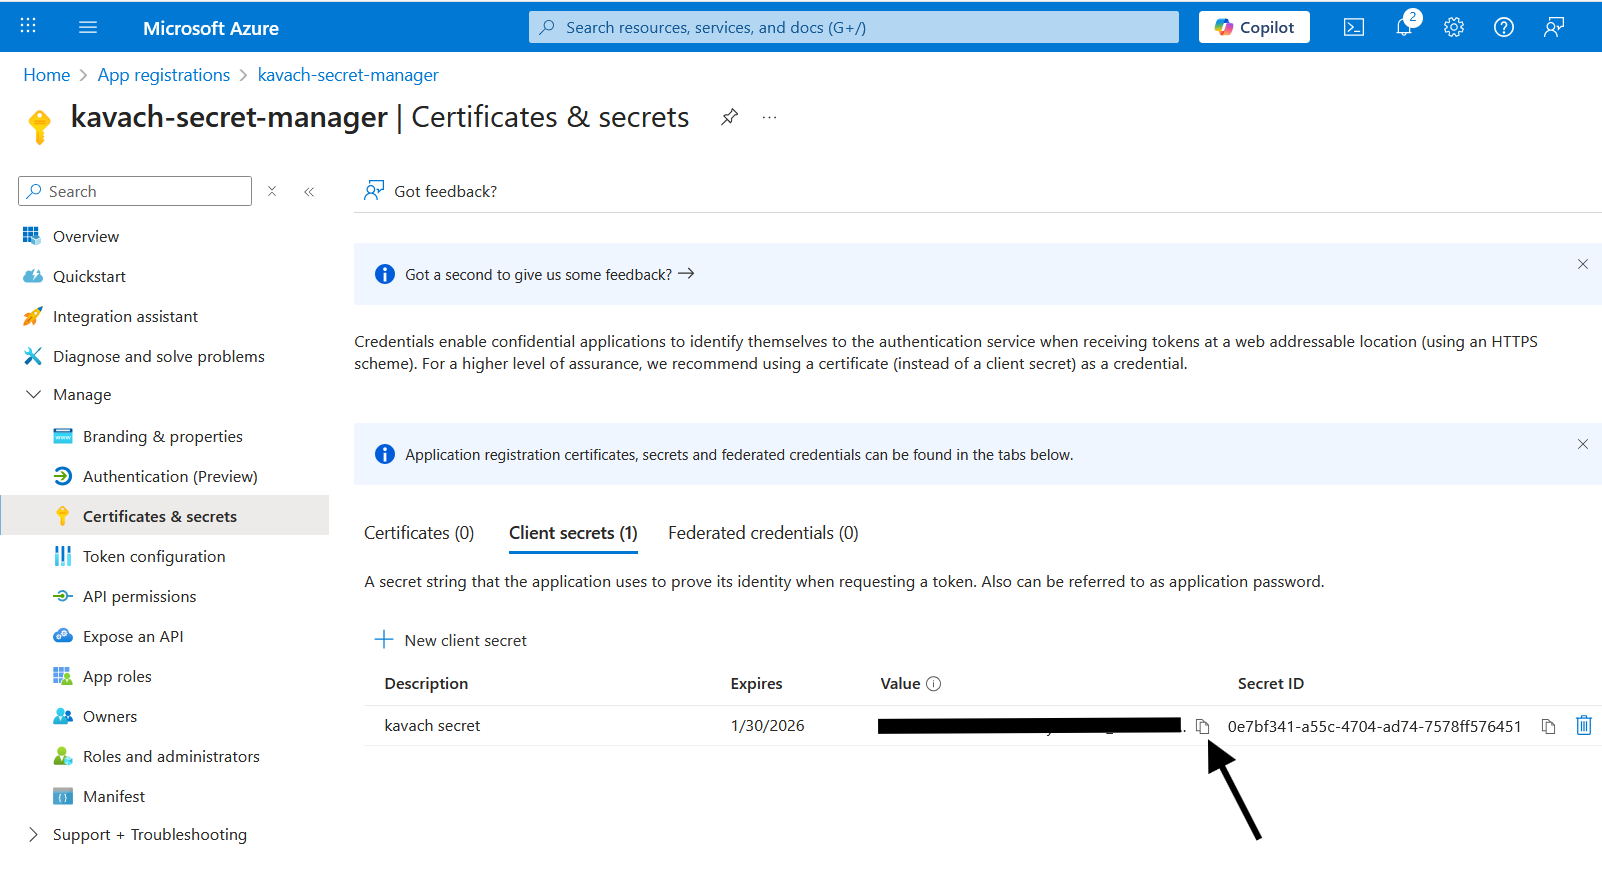 Microsoft Azure
Search resources, services, and docs (G+/)
Copilot
2
Home > App registrations > kavach-secret-manager
kavach-secret-manager | Certificates & secrets
Search
Got feedback?
Overview
Quickstart
Integration assistant
Diagnose and solve problems
Manage
Branding & properties
Authentication (Preview)
Certificates & secrets
Token configuration
API permissions
Expose an API
App roles
Owners
Roles and administrators
Manifest
Support + Troubleshooting
Got a second to give us some feedback?
Credentials enable confidential applications to identify themselves to the authentication service when receiving tokens at a web addressable location (using an HTTPS
scheme). For a higher level of assurance, we recommend using a certificate (instead of a client secret) as a credential.
Application registration certificates, secrets and federated credentials can be found in the tabs below.
Certificates (0) Client secrets (1) Federated credentials (0)
A secret string that the application uses to prove its identity when requesting a token. Also can be referred to as application password.
New client secret
Description Expires Value Secret ID
kavach secret 1/30/2026 0e7bf341-a55c-4704-ad74-7578ff576451